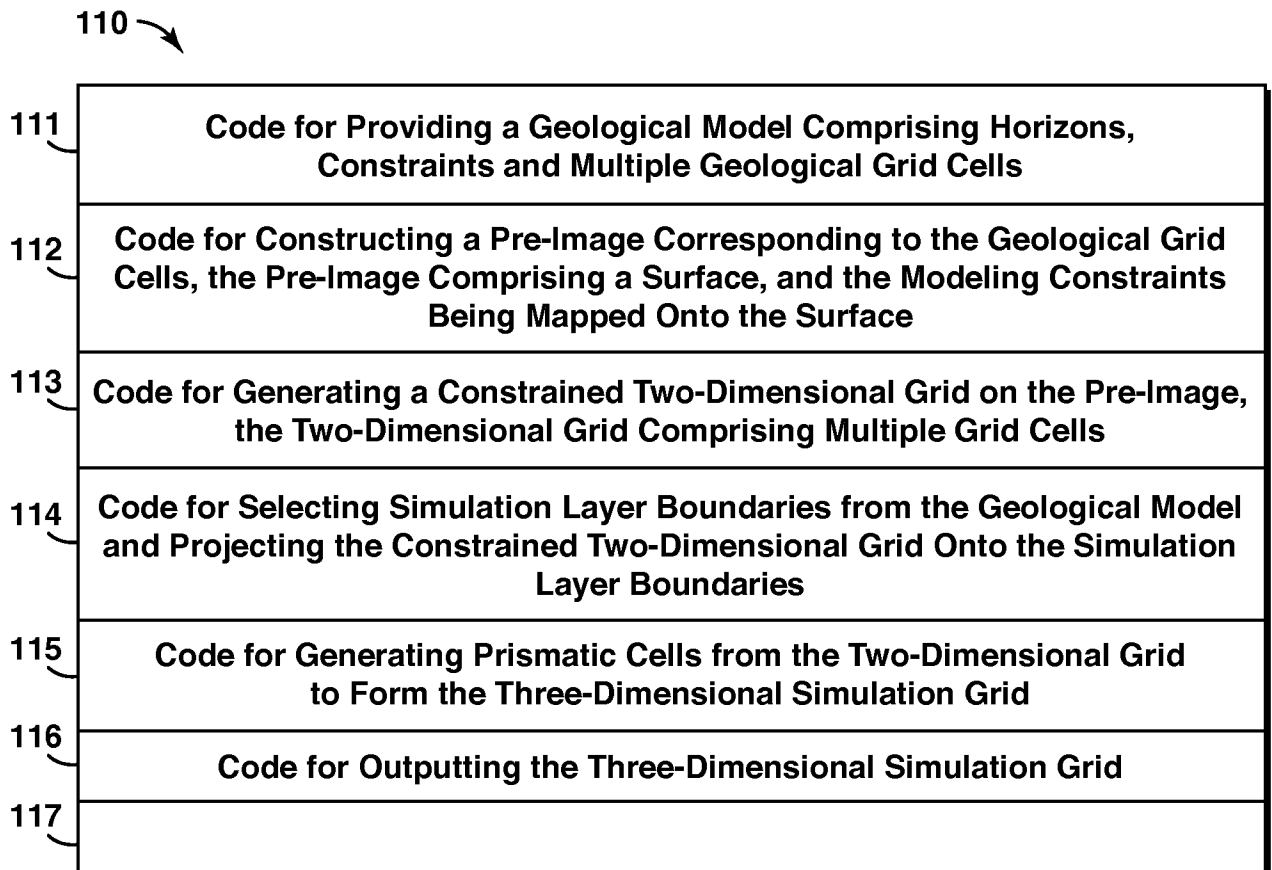 110
111
Code for Providing a Geological Model Comprising Horizons,
Constraints and Multiple Geological Grid Cells
112
Code for Constructing a Pre-Image Corresponding to the Geological Grid
Cells, the Pre-Image Comprising a Surface, and the Modeling Constraints
Being Mapped Onto the Surface
113
Code for Generating a Constrained Two-Dimensional Grid on the Pre-Image,
the Two-Dimensional Grid Comprising Multiple Grid Cells
114
Code for Selecting Simulation Layer Boundaries from the Geological Model
and Projecting the Constrained Two-Dimensional Grid Onto the Simulation
Layer Boundaries
115
Code for Generating Prismatic Cells from the Two-Dimensional Grid
to Form the Three-Dimensional Simulation Grid
116
Code for Outputting the Three-Dimensional Simulation Grid
117